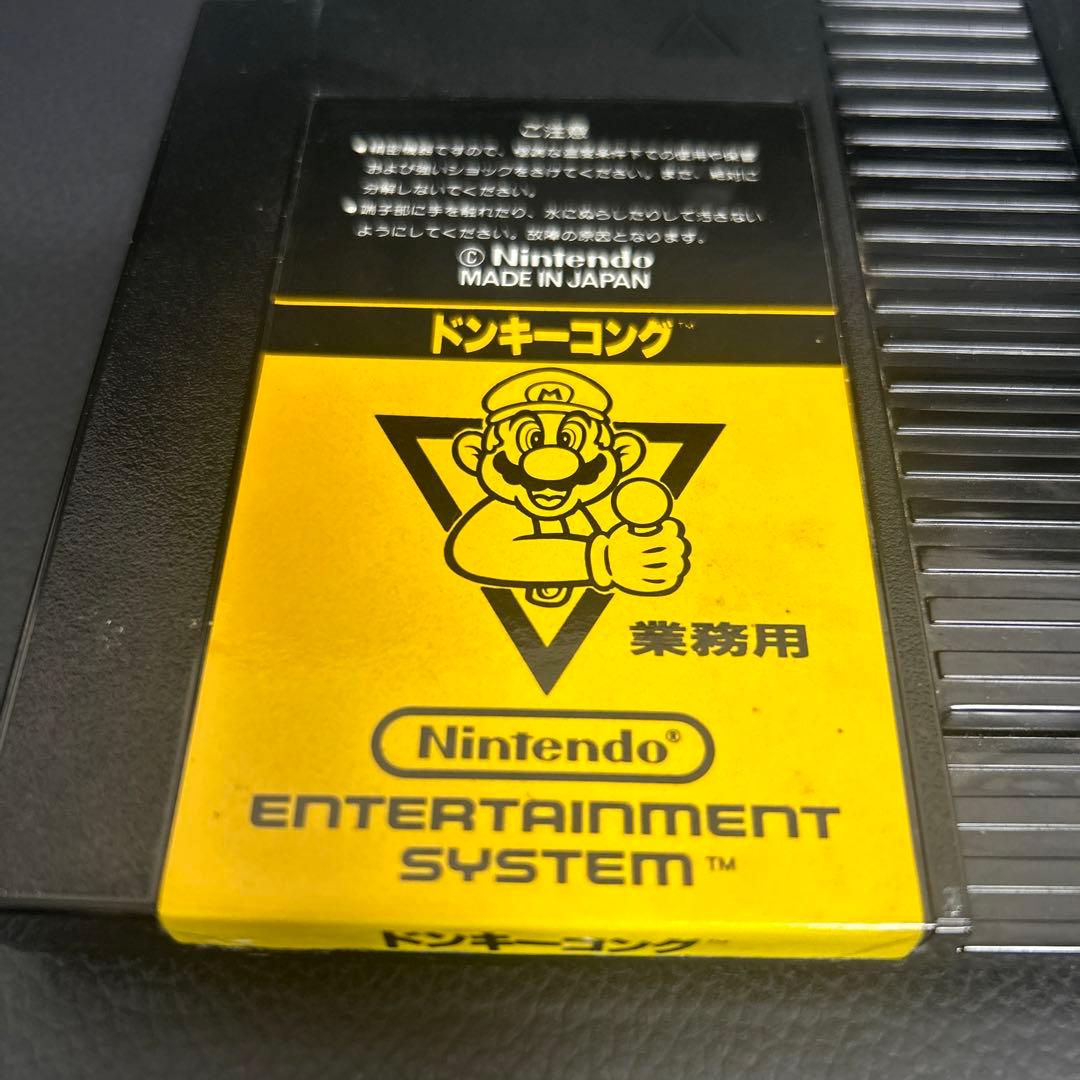 ご注意
●精密機器ですので、極端な温度条件下での使用や保管
および強いショックをさけてください。また、絶対に
分解しないでください。
●端子部に手を触れたり、水にぬらしたりして汚さない
ようにしてください。故障の原因となります。
© Nintendo
MADE IN JAPAN
ドンキーコング™
M
業務用
Nintendo®
ENTERTAINMENT
SYSTEM™
ドンキーコング™